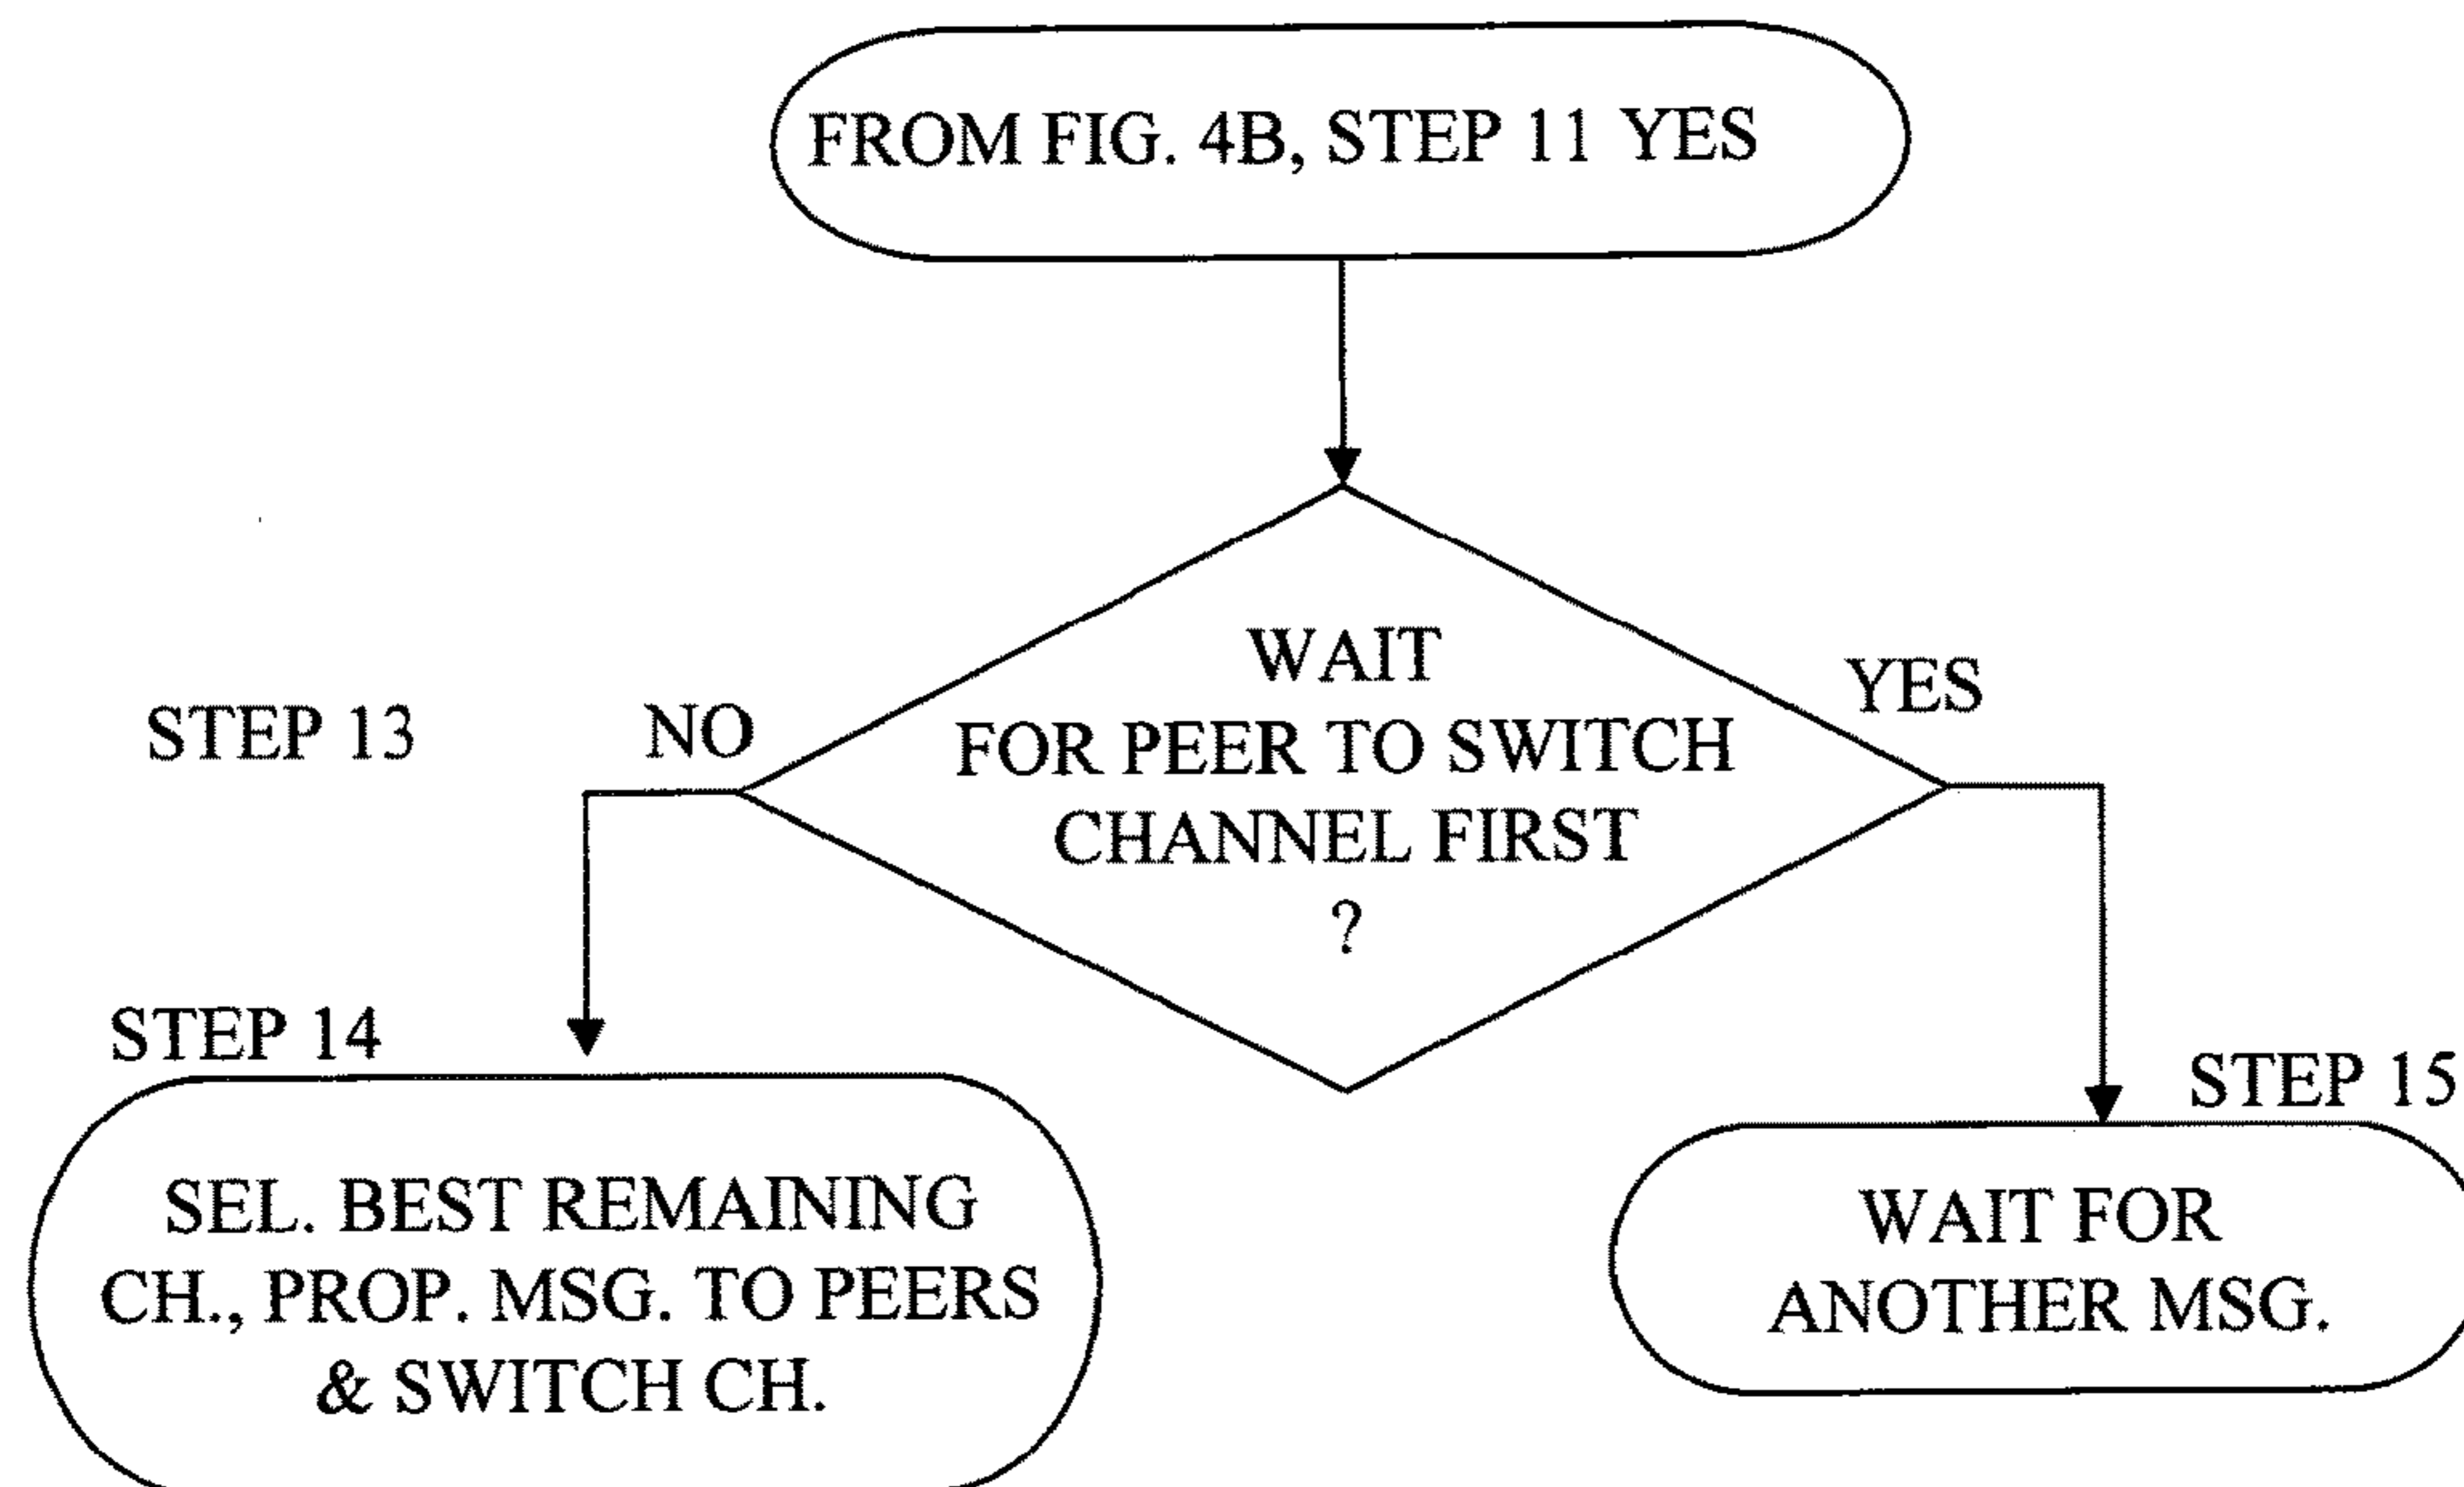 FROM FIG. 4B, STEP 11 YES
WAIT
FOR PEER TO SWITCH
CHANNEL FIRST
?
YES
STEP 13
NO
STEP 14
SEL. BEST REMAINING
CH., PROP. MSG. TO PEERS
& SWITCH CH.
STEP 15
WAIT FOR
ANOTHER MSG.